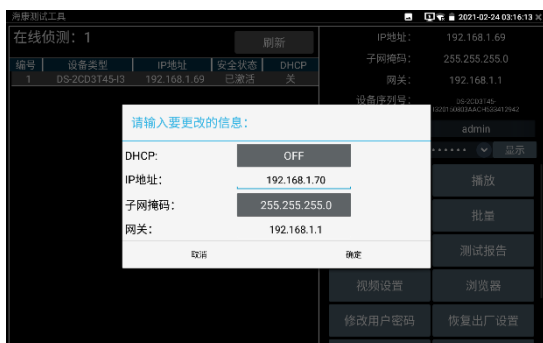 海康测试工具
2021-02-24 03:16:13
在线侦测: 1
刷新
编号 设备类型 IP地址 安全状态 DHCP
1 DS-2CD3T45-I3 192.168.1.69 已激活 关
IP地址: 192.168.1.69
子网掩码: 255.255.255.0
网关: 192.168.1.1
设备序列号: DS-2CD3T45-
admin
显示
请输入要更改的信息:
DHCP: OFF
IP地址: 192.168.1.70
子网掩码: 255.255.255.0
网关: 192.168.1.1
取消 确定
播放
批量
测试报告
视频设置 浏览器
修改用户密码 恢复出厂设置